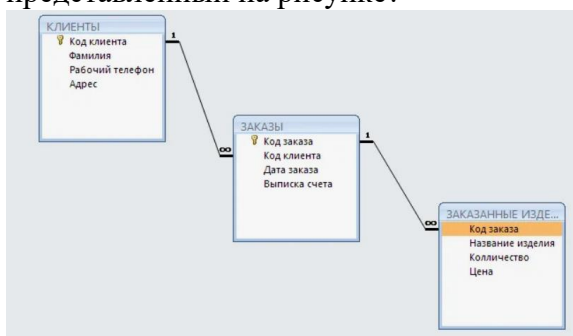 представленный на рисунке?
КЛИЕНТЫ
Код клиента
Фамилия
Рабочий телефон
Адрес
1
∞
ЗАКАЗЫ
Код заказа
Код клиента
Дата заказа
Выписка счета
1
∞
ЗАКАЗАННЫЕ ИЗДЕ...
Код заказа
Название изделия
Колличество
Цена